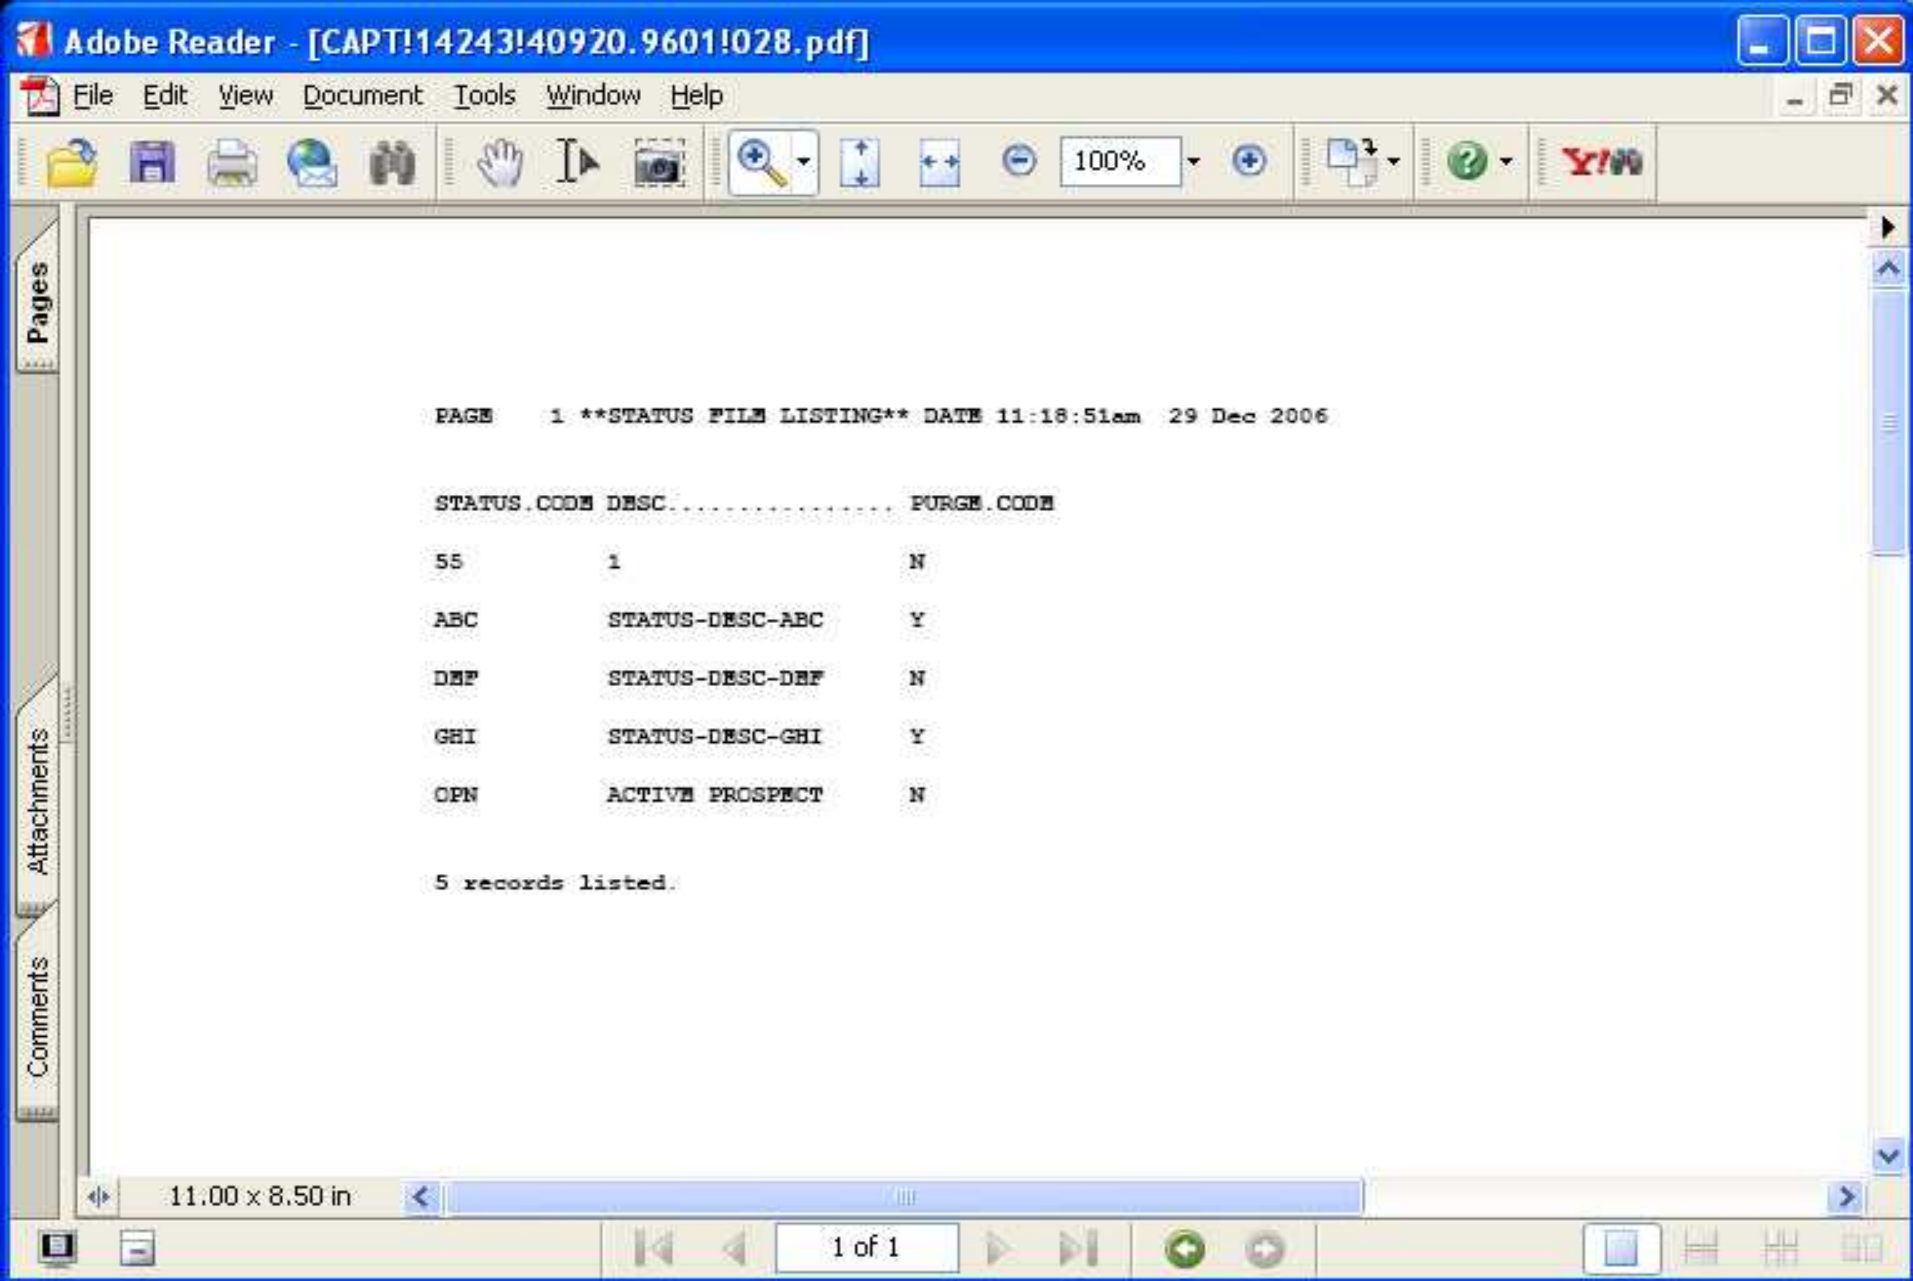 Adobe Reader - [CAPT!14243!40920.9601!028.pdf]
File Edit View Document Tools Window Help
100%
Y!
Pages
PAGE 1 **STATUS FILE LISTING** DATE 11:18:51am 29 Dec 2006
STATUS.CODE DESC................ PURGE.CODE
55 1 N
ABC STATUS-DESC-ABC Y
DEF STATUS-DESC-DEF N
GHI STATUS-DESC-GHI Y
OPN ACTIVE PROSPECT N
5 records listed.
Attachments
Comments
11.00 x 8.50 in
1 of 1